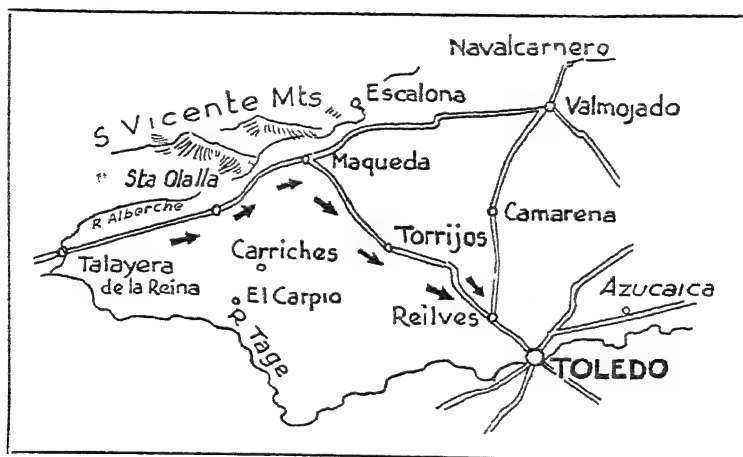 Navalcarnero
Escalona
Valmojado
S Vicente Mts
Maqueda
Sta Olalla
R Alberche
Camarena
Torrijos
Carriches
Talayera
de la Reina
El Carpio
R Tage
Reilves
Azucaica
TOLEDO